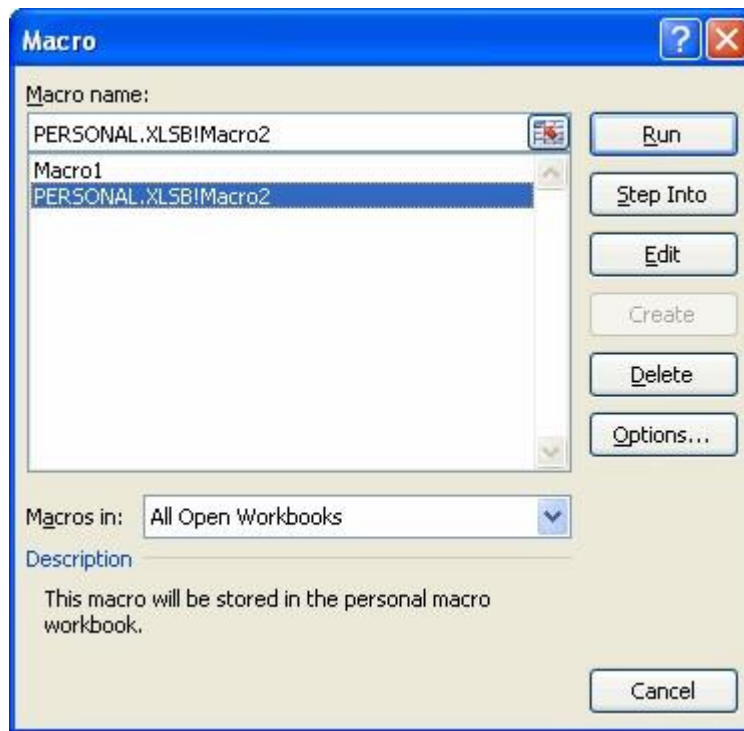 Macro
Macro name:
PERSONAL.XLSB!Macro2
Run
Macro1
PERSONAL.XLSB!Macro2
Step Into
Edit
Create
Delete
Options...
Macros in: All Open Workbooks
Description
This macro will be stored in the personal macro
workbook.
Cancel